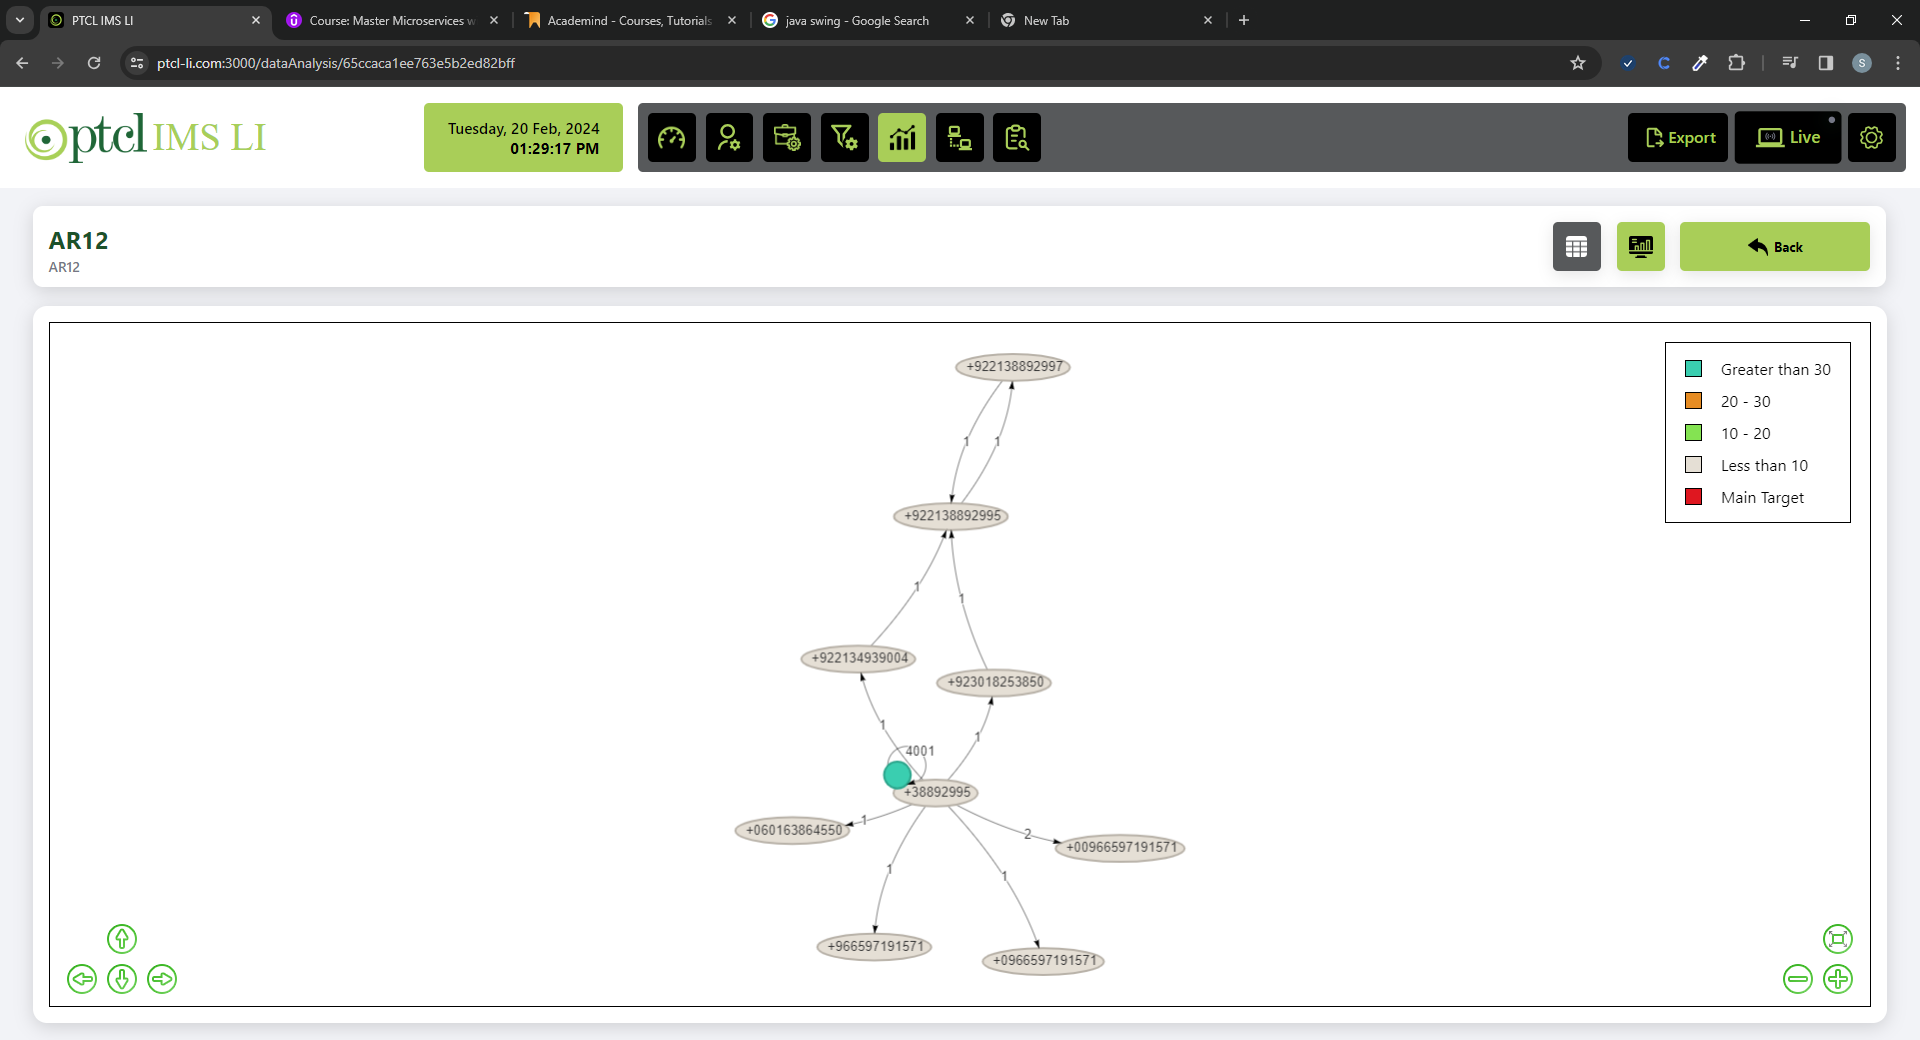 PTCL IMS LI
Course: Master Microservices w
Academind - Courses, Tutorials
java swing - Google Search
New Tab
ptcl-li.com:3000/dataAnalysis/65ccaca1ee763e5b2ed82bff
S
ptcl IMS LI
Tuesday, 20 Feb, 2024
01:29:17 PM
Export
Live
AR12
AR12
Back
Greater than 30
20 - 30
10 - 20
Less than 10
Main Target
+922138892997
1
1
+922138892995
1
1
+922134939004
+923018253850
1
1
4001
+38892995
+060163864550
1
2
+00966597191571
1
1
+966597191571
+0966597191571